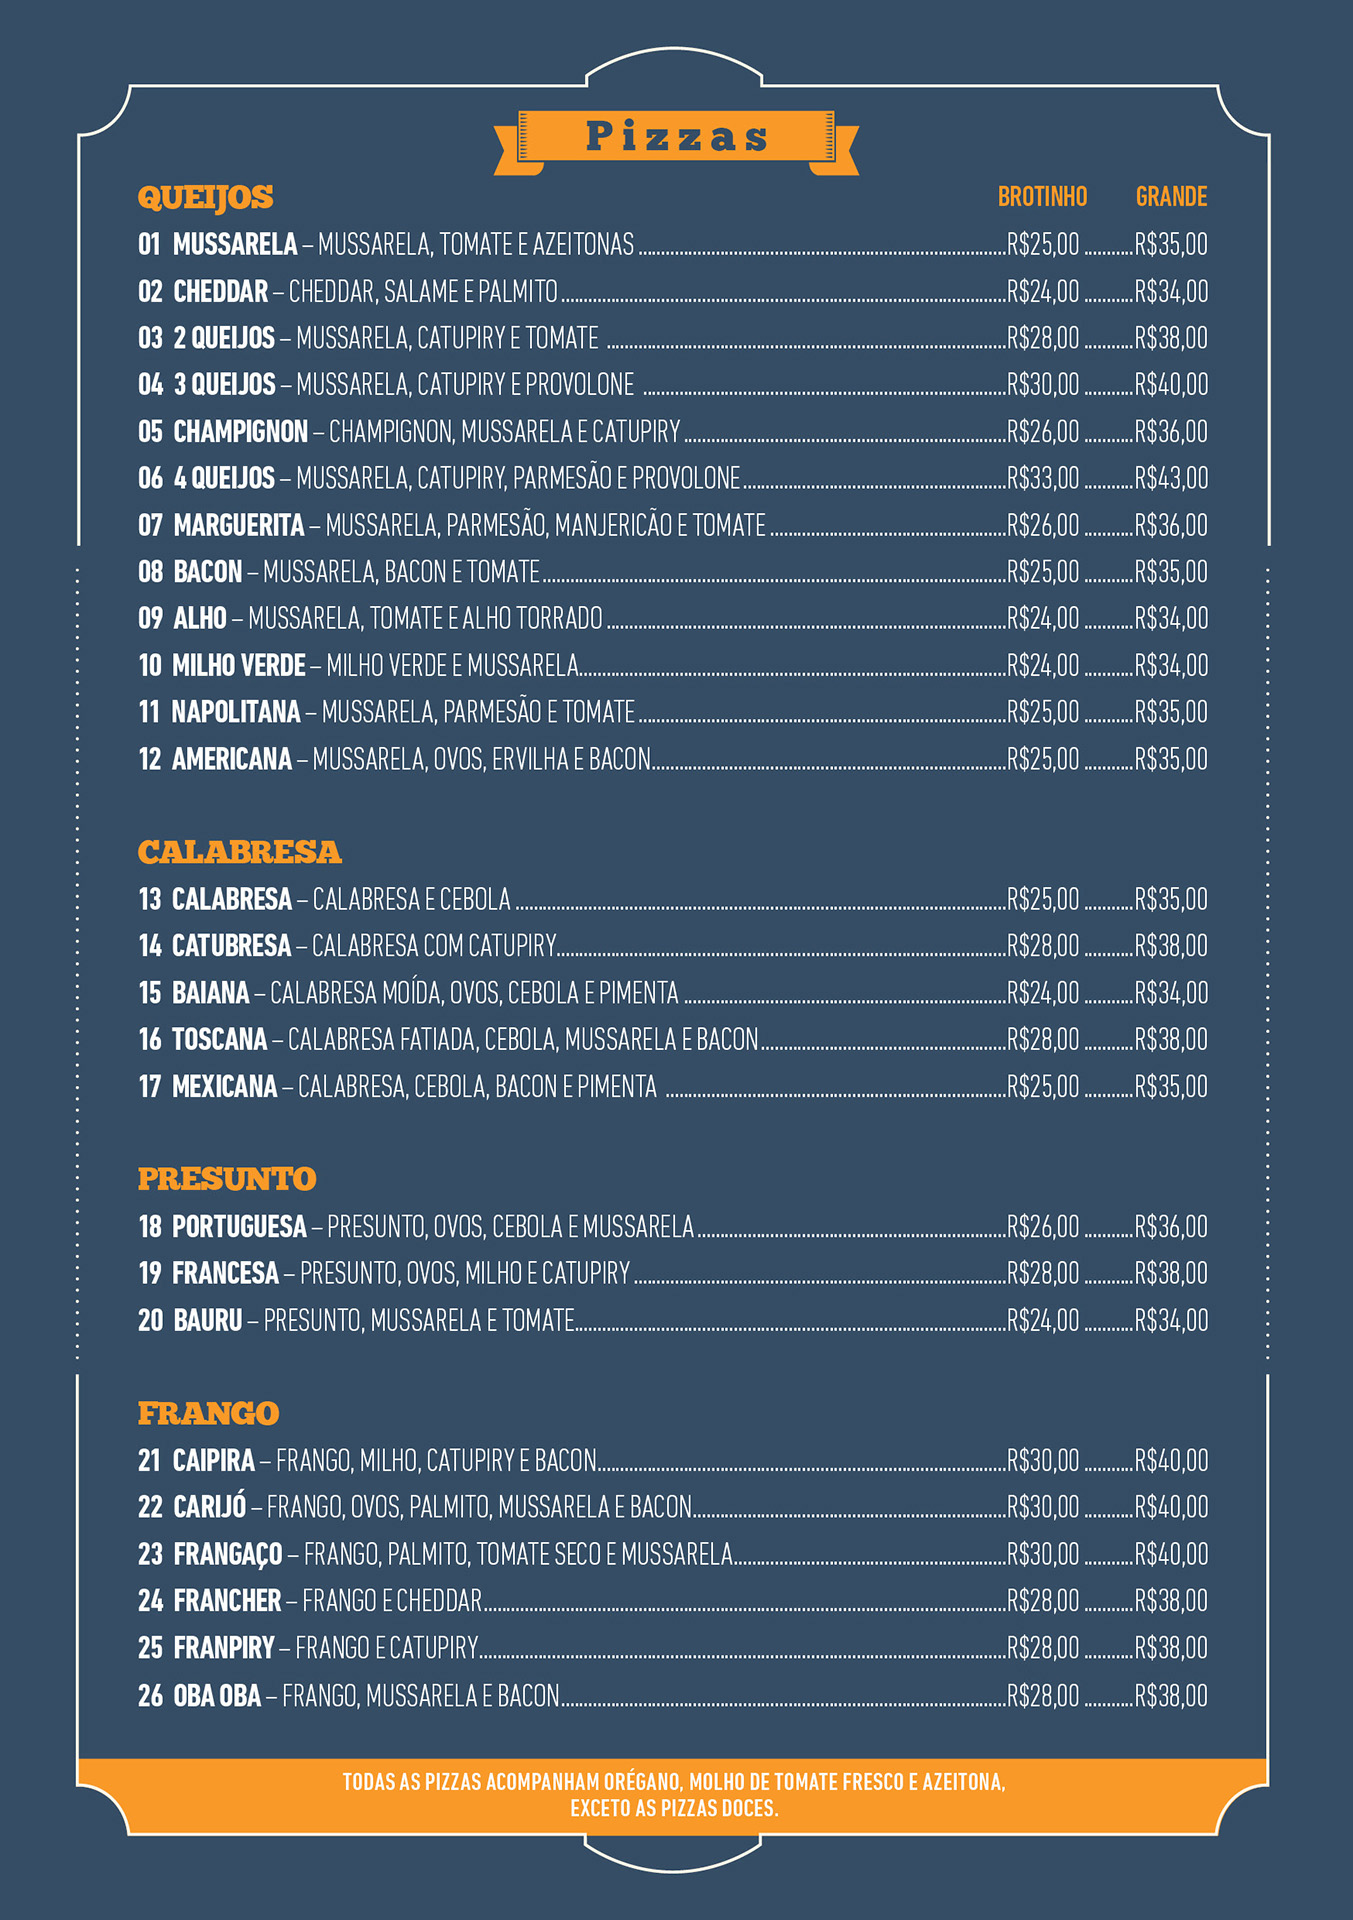 Pizzas
QUEIJOS BROTINHO GRANDE
01 MUSSARELA – MUSSARELA, TOMATE E AZEITONAS R$25,00 R$35,00
02 CHEDDAR – CHEDDAR, SALAME E PALMITO R$24,00 R$34,00
03 2 QUEIJOS – MUSSARELA, CATUPIRY E TOMATE R$28,00 R$38,00
04 3 QUEIJOS – MUSSARELA, CATUPIRY E PROVOLONE R$30,00 R$40,00
05 CHAMPIGNON – CHAMPIGNON, MUSSARELA E CATUPIRY R$26,00 R$36,00
06 4 QUEIJOS – MUSSARELA, CATUPIRY, PARMESÃO E PROVOLONE R$33,00 R$43,00
07 MARGUERITA – MUSSARELA, PARMESÃO, MANJERICÃO E TOMATE R$26,00 R$36,00
08 BACON – MUSSARELA, BACON E TOMATE R$25,00 R$35,00
09 ALHO – MUSSARELA, TOMATE E ALHO TORRADO R$24,00 R$34,00
10 MILHO VERDE – MILHO VERDE E MUSSARELA R$24,00 R$34,00
11 NAPOLITANA – MUSSARELA, PARMESÃO E TOMATE R$25,00 R$35,00
12 AMERICANA – MUSSARELA, OVOS, ERVILHA E BACON R$25,00 R$35,00
CALABRESA
13 CALABRESA – CALABRESA E CEBOLA R$25,00 R$35,00
14 CATUBRESA – CALABRESA COM CATUPIRY R$28,00 R$38,00
15 BAIANA – CALABRESA MOÍDA, OVOS, CEBOLA E PIMENTA R$24,00 R$34,00
16 TOSCANA – CALABRESA FATIADA, CEBOLA, MUSSARELA E BACON R$28,00 R$38,00
17 MEXICANA – CALABRESA, CEBOLA, BACON E PIMENTA R$25,00 R$35,00
PRESUNTO
18 PORTUGUESA – PRESUNTO, OVOS, CEBOLA E MUSSARELA R$26,00 R$36,00
19 FRANCESA – PRESUNTO, OVOS, MILHO E CATUPIRY R$28,00 R$38,00
20 BAURU – PRESUNTO, MUSSARELA E TOMATE R$24,00 R$34,00
FRANGO
21 CAIPIRA – FRANGO, MILHO, CATUPIRY E BACON R$30,00 R$40,00
22 CARIJÓ – FRANGO, OVOS, PALMITO, MUSSARELA E BACON R$30,00 R$40,00
23 FRANGAÇO – FRANGO, PALMITO, TOMATE SECO E MUSSARELA R$30,00 R$40,00
24 FRANCHER – FRANGO E CHEDDAR R$28,00 R$38,00
25 FRANPIRY – FRANGO E CATUPIRY R$28,00 R$38,00
26 OBA OBA – FRANGO, MUSSARELA E BACON R$28,00 R$38,00
TODAS AS PIZZAS ACOMPANHAM ORÉGANO, MOLHO DE TOMATE FRESCO E AZEITONA,
EXCETO AS PIZZAS DOCES.